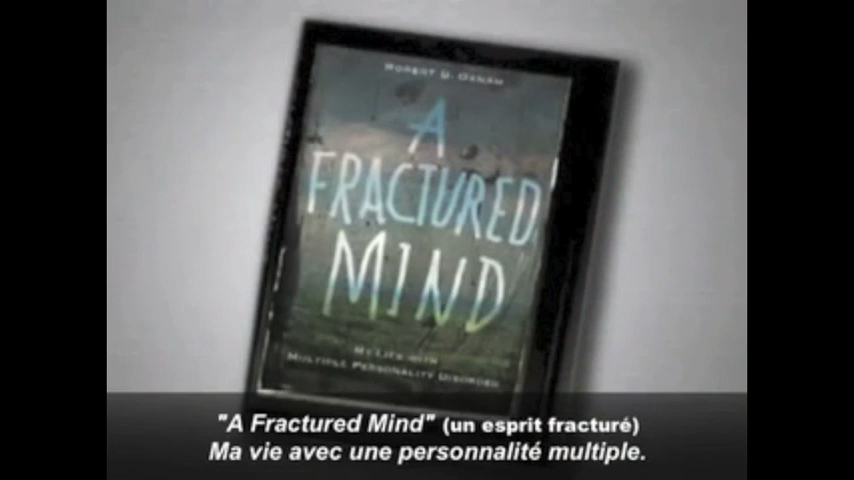 ROBERT B. OXNAM
A
FRACTURED
MIND
MY LIFE WITH
MULTIPLE PERSONALITY DISORDER
"A Fractured Mind" (un esprit fracturé)
Ma vie avec une personnalité multiple.